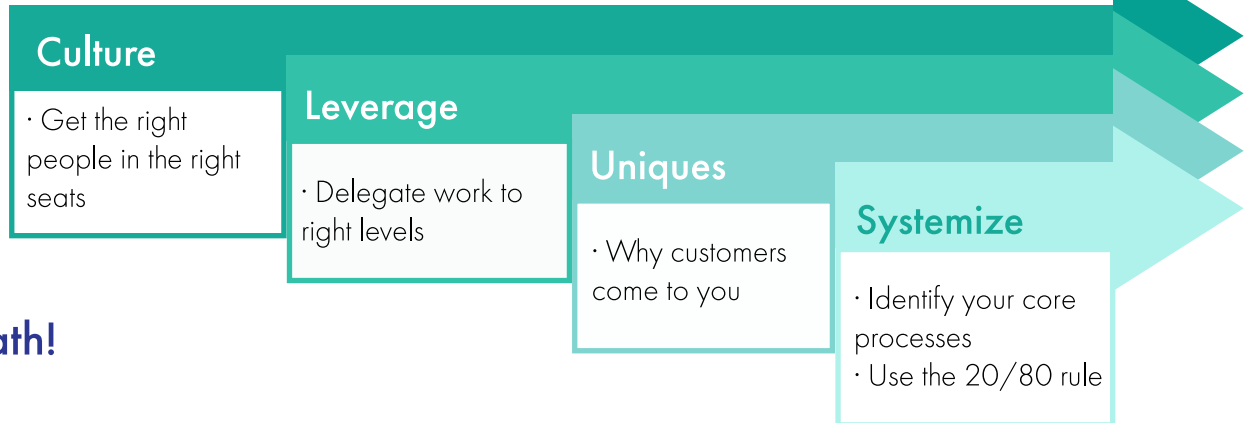 Culture
· Get the right
people in the right
seats
Leverage
· Delegate work to
right levels
Uniques
· Why customers
come to you
Systemize
· Identify your core
processes
· Use the 20/80 rule
ath!